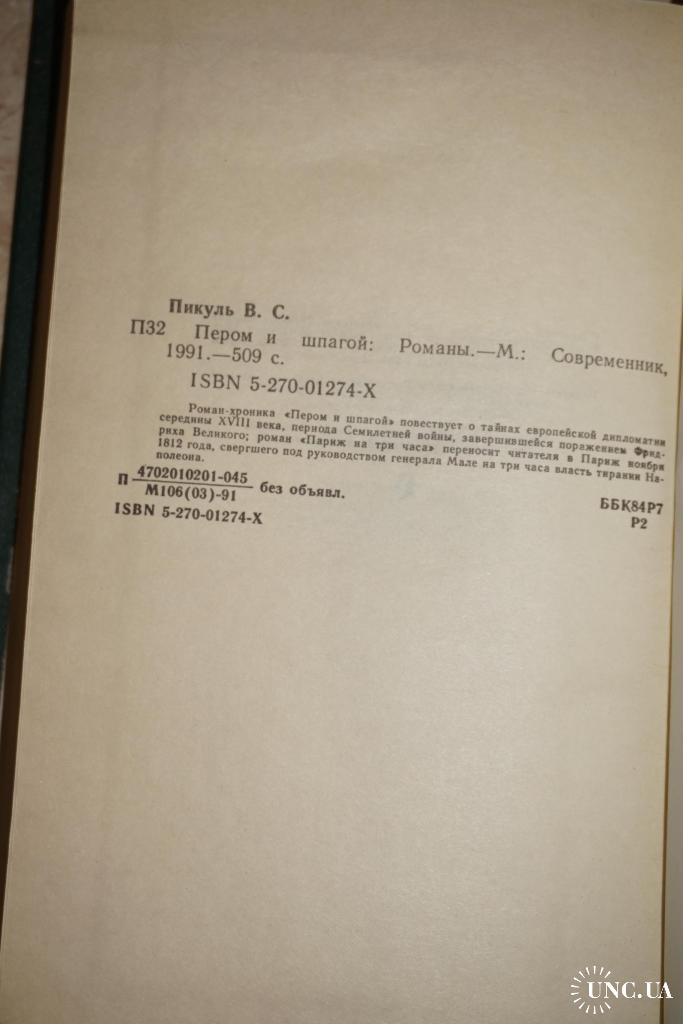 Пикуль В. С.
П32 Пером и шпагой: Романы.—М.: Современник,
1991.—509 с.
ISBN 5-270-01274-X
Роман-хроника «Пером и шпагой» повествует о тайнах европейской дипломатии
середины XVIII века, периода Семилетней войны, завершившейся поражением Фрид-
риха Великого; роман «Париж на три часа» переносит читателя в Париж ноября
1812 года, свергшего под руководством генерала Мале на три часа власть тирании На-
полеона.
П 4702010201-045
М106(03)-91 без объявл.
ББК84Р7
Р2
ISBN 5-270-01274-X
UNC.UA